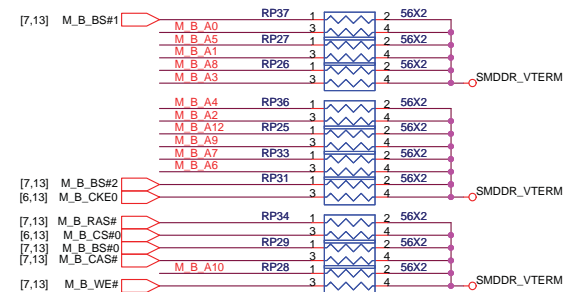 [7,13] M_B_BS#1 RP37 1 2 56X2
M_B_A0 3 4
M_B_A5 RP27 1 2 56X2
M_B_A1 3 4
M_B_A8 RP26 1 2 56X2
M_B_A3 3 4 SMDDR_VTERM
M_B_A4 RP36 1 2 56X2
M_B_A2 3 4
M_B_A12 RP25 1 2 56X2
M_B_A9 3 4
M_B_A7 RP33 1 2 56X2
M_B_A6 3 4
[7,13] M_B_BS#2 RP31 1 2 56X2
[6,13] M_B_CKE0 3 4 SMDDR_VTERM
[7,13] M_B_RAS# RP34 1 2 56X2
[6,13] M_B_CS#0 3 4
[7,13] M_B_BS#0 RP29 1 2 56X2
[7,13] M_B_CAS# 3 4
M_B_A10 RP28 1 2 56X2
[7,13] M_B_WE# 3 4 SMDDR_VTERM